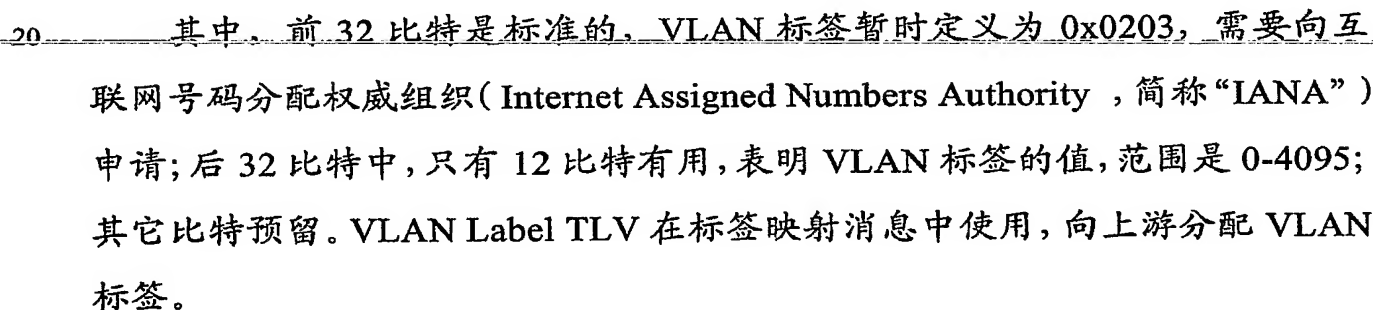 20 其中，前 32 比特是标准的，VLAN 标签暂时定义为 0x0203，需要向互
联网号码分配权威组织（Internet Assigned Numbers Authority ，简称“IANA”）
申请；后 32 比特中，只有 12 比特有用，表明 VLAN 标签的值，范围是 0-4095；
其它比特预留。VLAN Label TLV 在标签映射消息中使用，向上游分配 VLAN
标签。